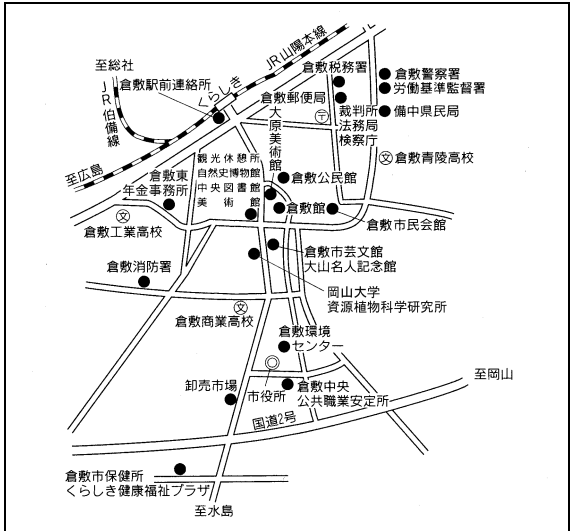 JR山陽本線
至総社
くらしき
倉敷税務署
倉敷警察署
労働基準監督署
倉敷駅前連絡所
JR伯備線
倉敷郵便局
裁判所
法務局
検察庁
備中県民局
大原美術館
至広島
観光休憩所
自然史博物館
中央図書館
美術館
倉敷青陵高校
文
倉敷公民館
倉敷東
年金事務所
倉敷館
倉敷市民会館
文
倉敷工業高校
倉敷市芸文館
大山名人記念館
倉敷消防署
岡山大学
資源植物科学研究所
文
倉敷商業高校
倉敷環境
センター
至岡山
卸売市場
市役所
倉敷中央
公共職業安定所
国道2号
倉敷市保健所
くらしき健康福祉プラザ
至水島